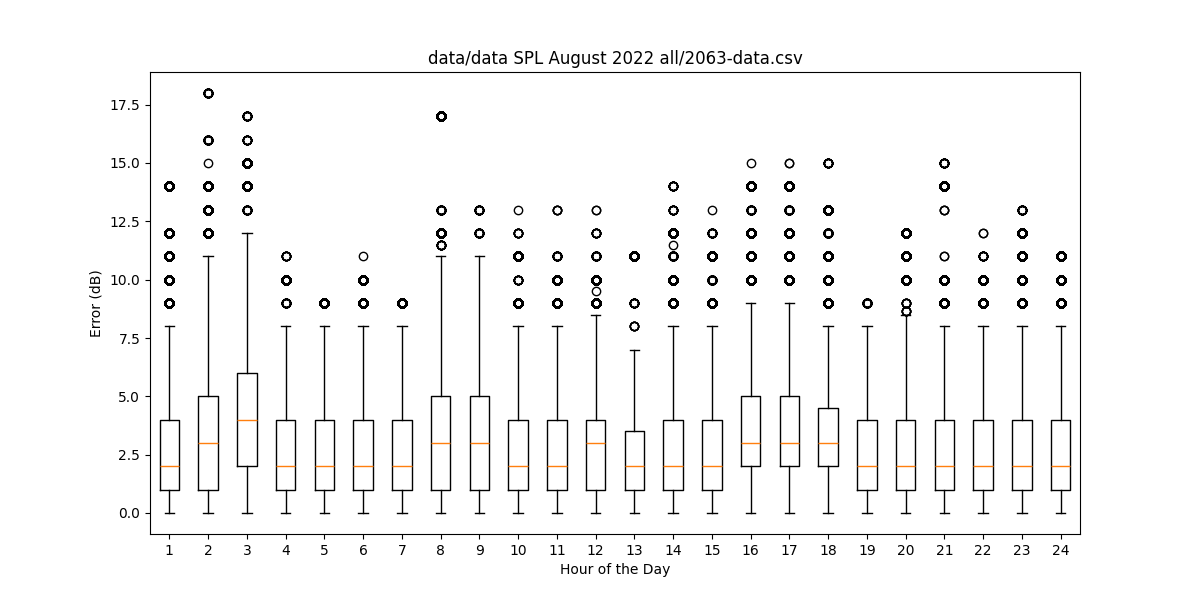 data/data SPL August 2022 all/2063-data.csv
17.5
15.0
12.5
10.0
7.5
5.0
2.5
0.0
Error (dB)
1 2 3 4 5 6 7 8 9 10 11 12 13 14 15 16 17 18 19 20 21 22 23 24
Hour of the Day